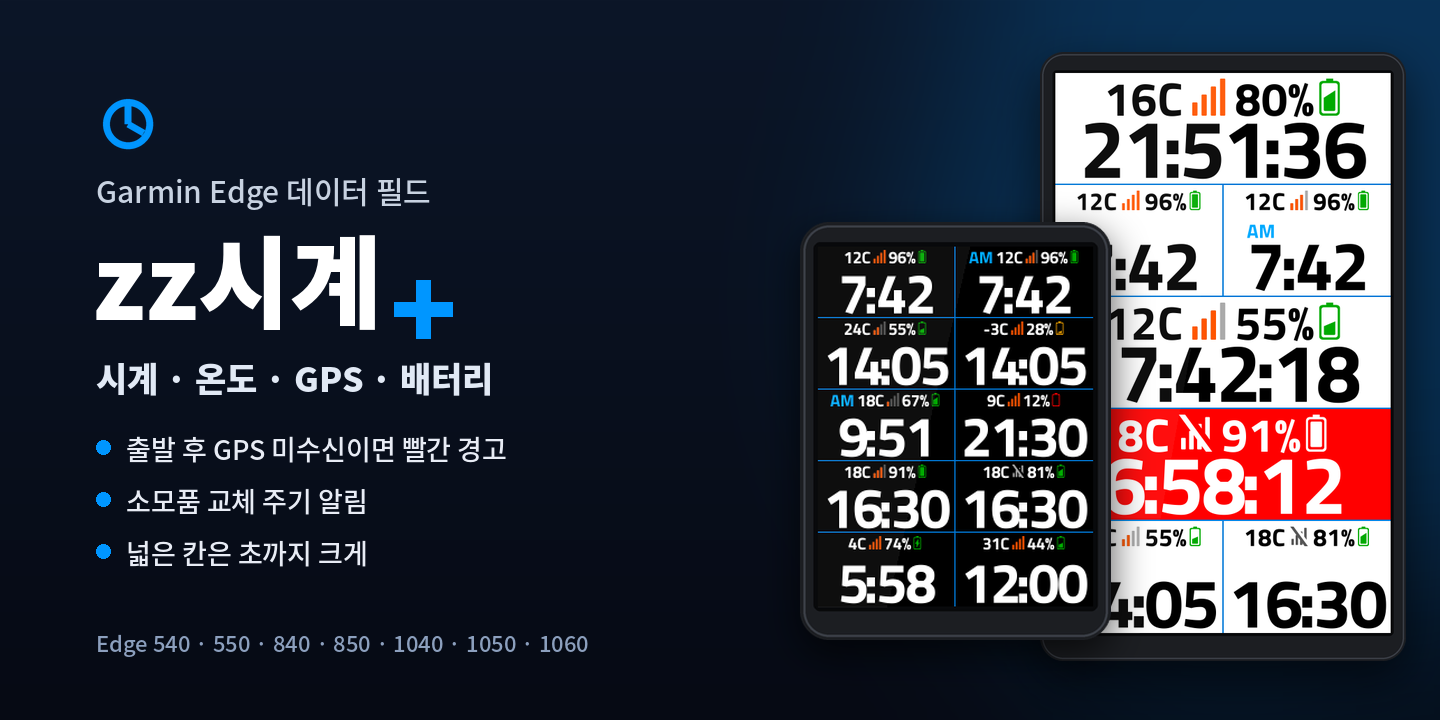 Garmin Edge 데이터 필드
zz시계+
시계 · 온도 · GPS · 배터리
출발 후 GPS 미수신이면 빨간 경고
소모품 교체 주기 알림
넓은 칸은 초까지 크게
Edge 540 · 550 · 840 · 850 · 1040 · 1050 · 1060
12C 96%
7:42
AM 12C 96%
7:42
24C 55%
14:05
-3C 28%
14:05
AM 18C 67%
9:51
9C 12%
21:30
18C 91%
16:30
18C 81%
16:30
4C 74%
5:58
31C 44%
12:00
16C 80%
21:51:36
12C 96%
:42
12C 96%
AM
7:42
12C 55%
7:42:18
8C 91%
6:58:12
55%
4:05
18C 81%
16:30